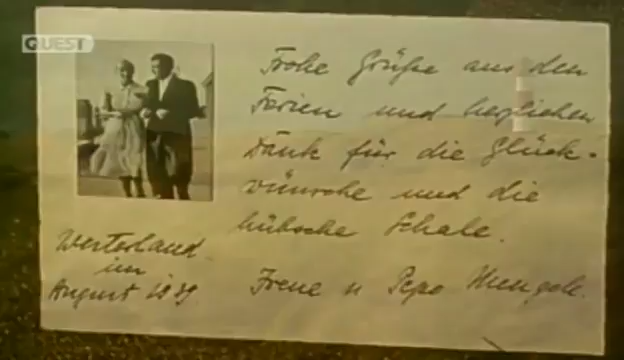 QUEST
Frohe Grüße aus den
Ferien und herzlichen
Dank für die Glück-
wünsche und die
hübsche Schale.
Westerland
im
August 1939.
Irene u Pepo Mengele.